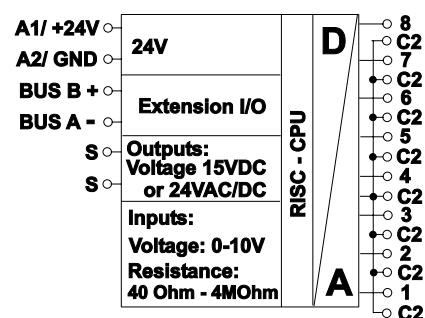 A1/ +24V
A2/ GND
BUS B +
BUS A -
S
S
24V
Extension I/O
Outputs:
Voltage 15VDC
or 24VAC/DC
Inputs:
Voltage: 0-10V
Resistance:
40 Ohm - 4MOhm
RISC - CPU
D
A
8
C2
7
C2
6
C2
5
C2
4
C2
3
C2
2
C2
1
C2